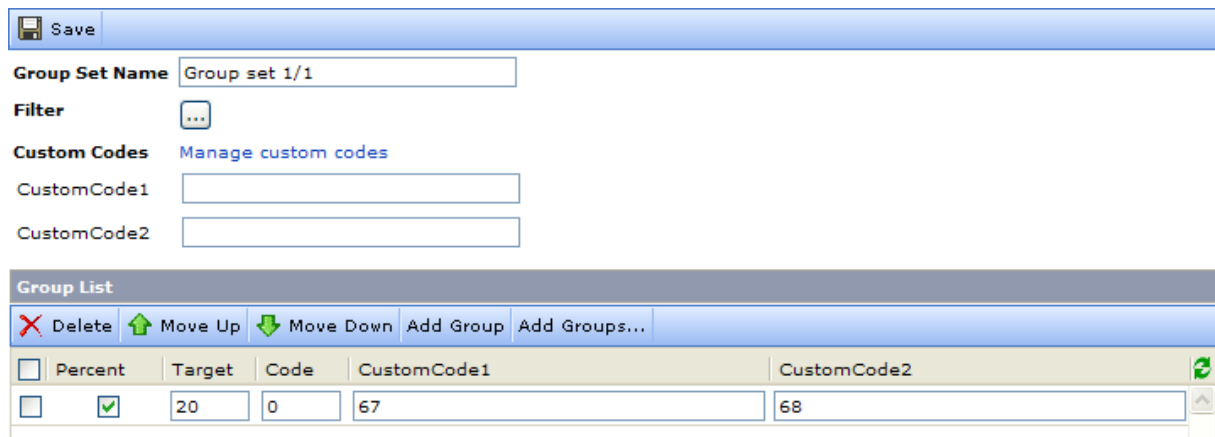 Save
Group Set Name Group set 1/1
Filter ...
Custom Codes Manage custom codes
CustomCode1
CustomCode2
Group List
Delete Move Up Move Down Add Group Add Groups...
Percent Target Code CustomCode1 CustomCode2
20 0 67 68